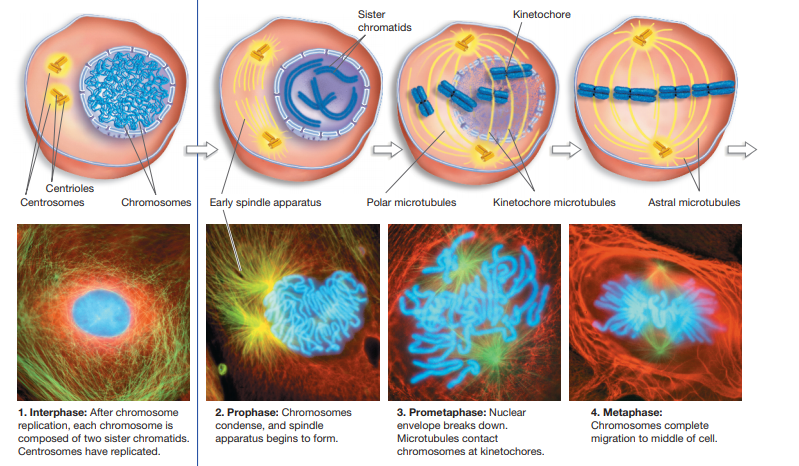 Sister
chromatids
Kinetochore
Centrioles
Centrosomes
Chromosomes
Early spindle apparatus
Polar microtubules
Kinetochore microtubules
Astral microtubules
1. Interphase: After chromosome
replication, each chromosome is
composed of two sister chromatids.
Centrosomes have replicated.
2. Prophase: Chromosomes
condense, and spindle
apparatus begins to form.
3. Prometaphase: Nuclear
envelope breaks down.
Microtubules contact
chromosomes at kinetochores.
4. Metaphase:
Chromosomes complete
migration to middle of cell.